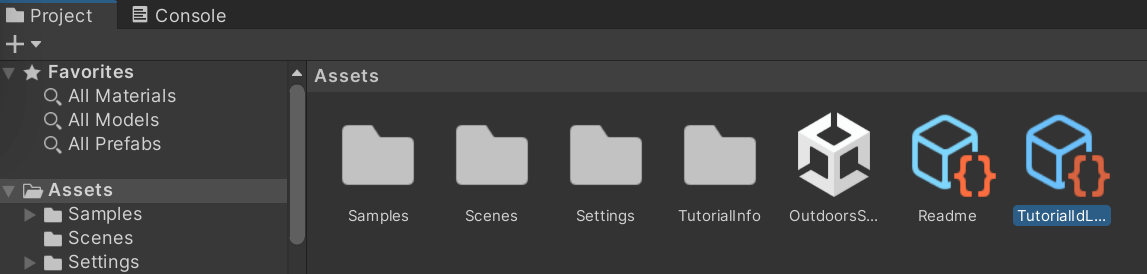 Project
Console
Favorites
All Materials
All Models
All Prefabs
Assets
Samples
Scenes
Settings
Assets
Samples
Scenes
Settings
TutorialInfo
OutdoorsS...
Readme
TutorialIdL...